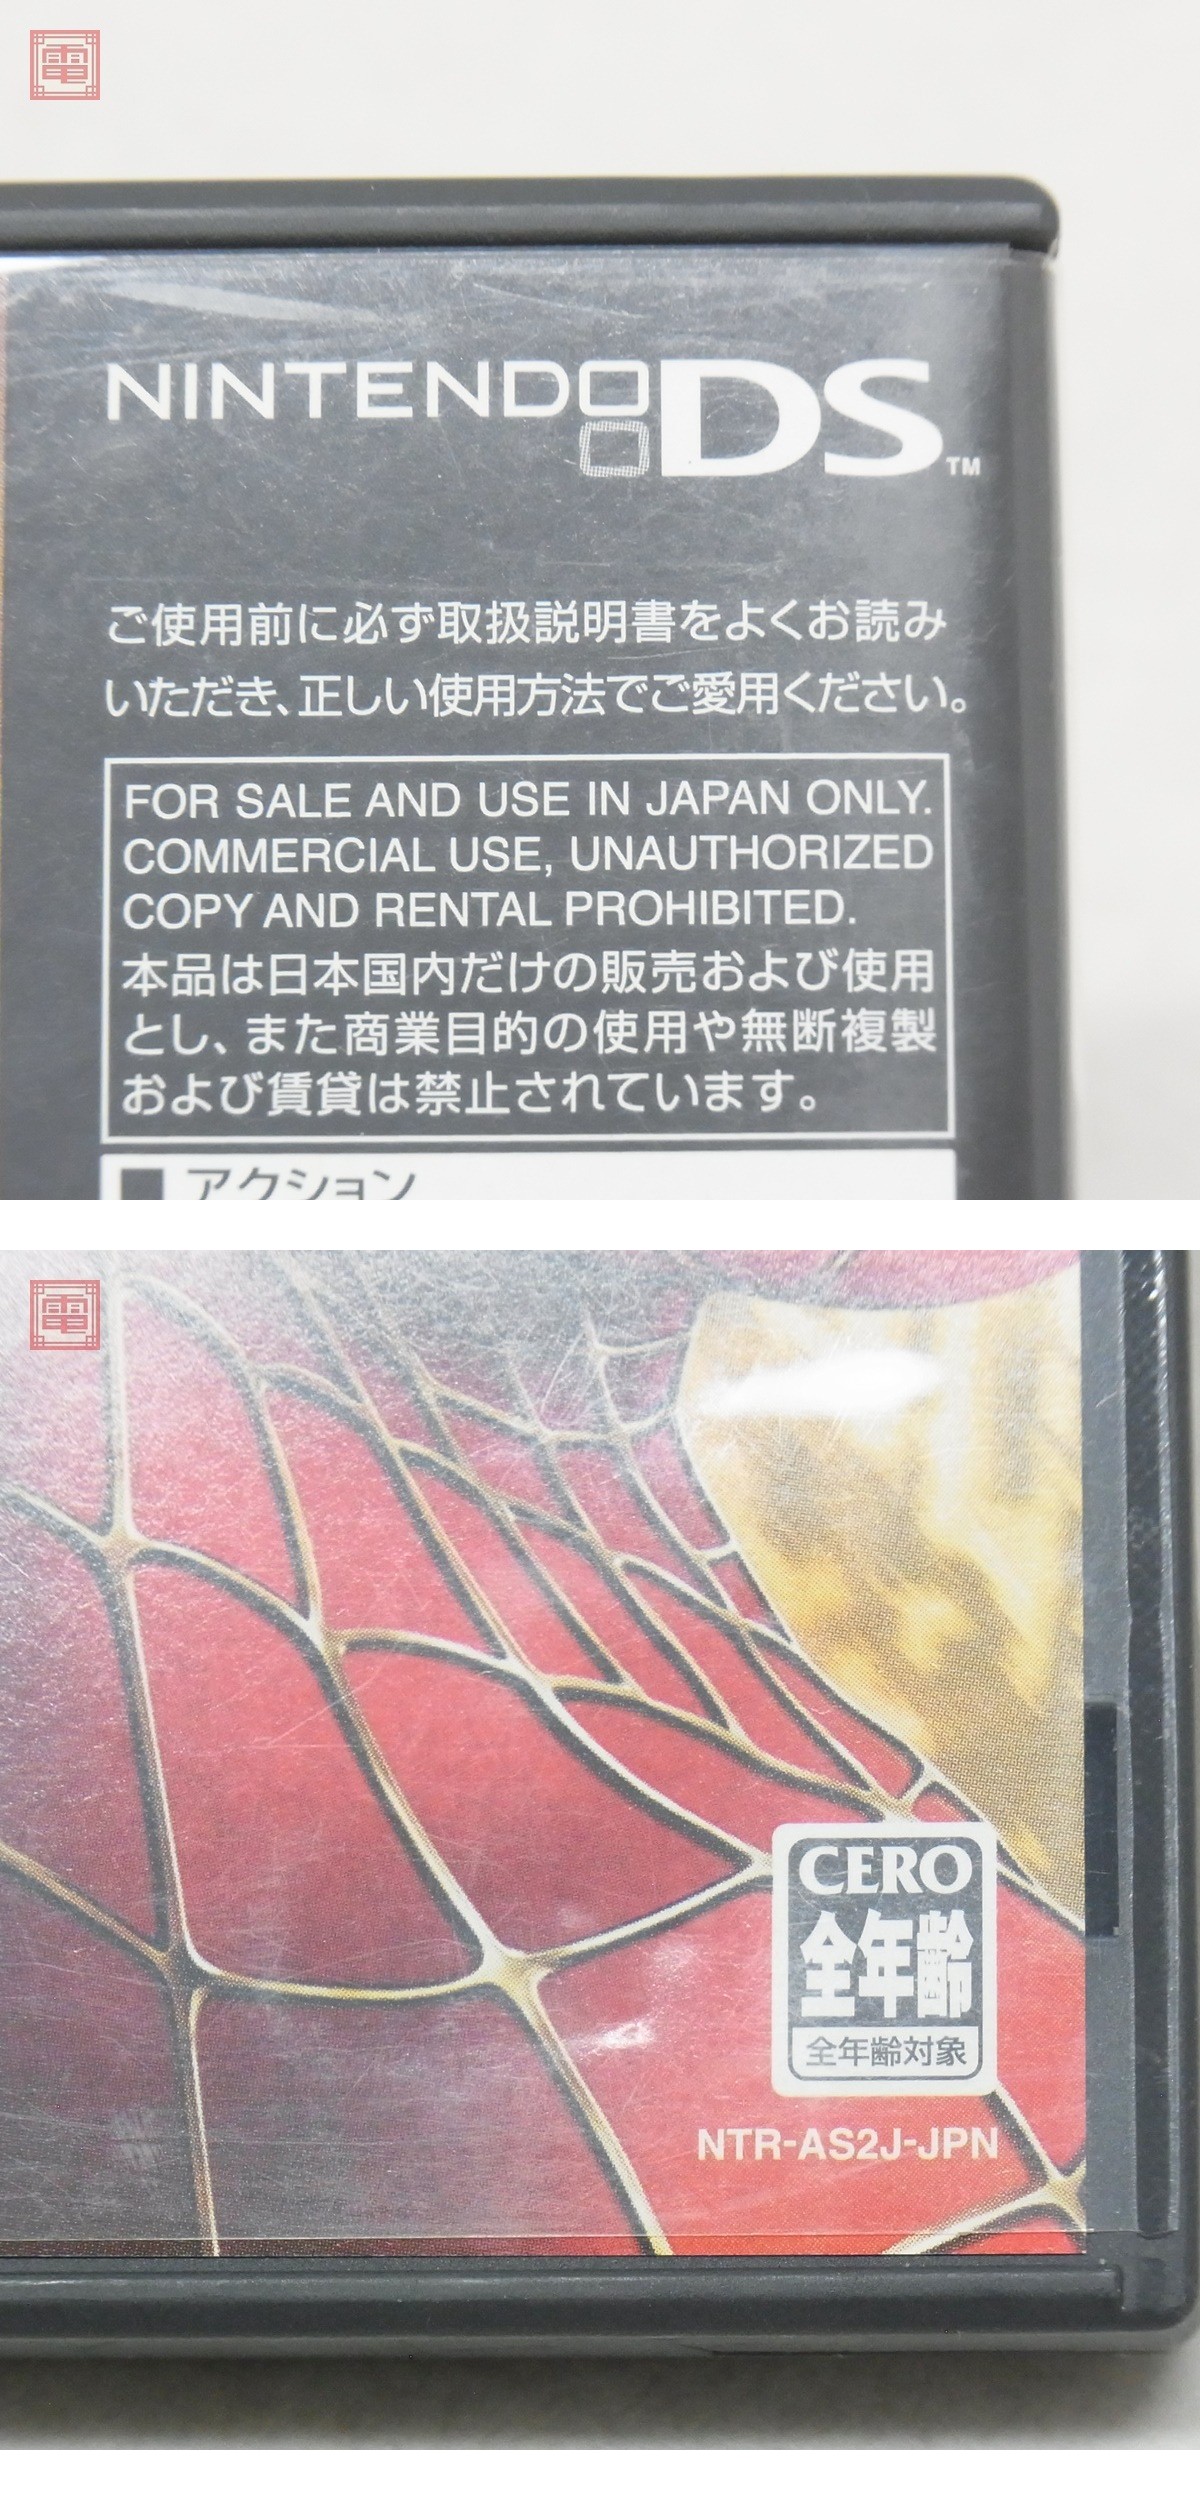 電
NINTENDO DS™
ご使用前に必ず取扱説明書をよくお読み
いただき、正しい使用方法でご愛用ください。
FOR SALE AND USE IN JAPAN ONLY.
COMMERCIAL USE, UNAUTHORIZED
COPY AND RENTAL PROHIBITED.
本品は日本国内だけの販売および使用
とし、また商業目的の使用や無断複製
および賃貸は禁止されています。
■ アクション
電
CERO
全年齢
全年齢対象
NTR-AS2J-JPN